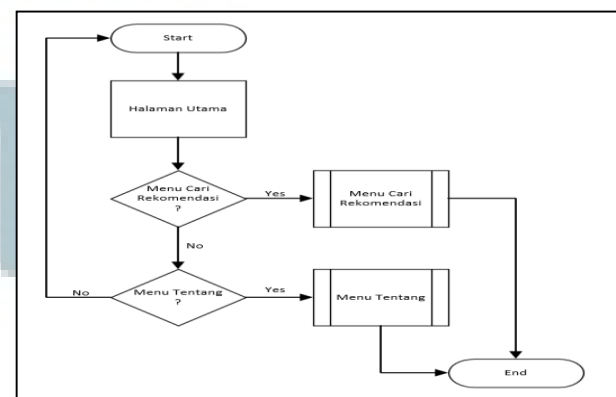 Start
Halaman Utama
Menu Cari
Rekomendasi
?
Yes
Menu Cari
Rekomendasi
No
Menu Tentang
?
No
Yes
Menu Tentang
End